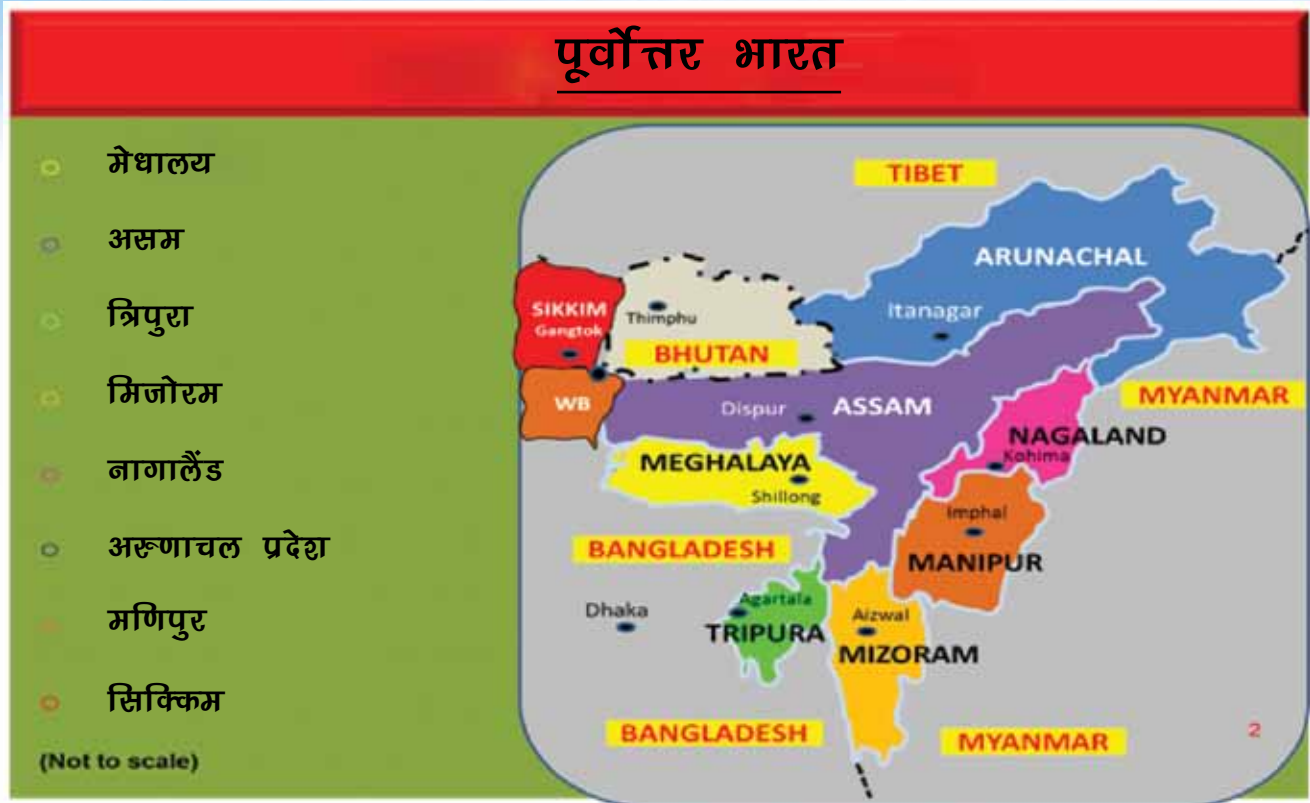 पूर्वोत्तर भारत
मेधालय
असम
त्रिपुरा
मिजोरम
नागालैंड
अरूणाचल प्रदेश
मणिपुर
सिक्किम
(Not to scale)
TIBET
ARUNACHAL
Itanagar
SIKKIM
Gangtok
Thimphu
BHUTAN
MYANMAR
WB
Dispur
ASSAM
NAGALAND
Kohima
MEGHALAYA
Shillong
Imphal
MANIPUR
BANGLADESH
Dhaka
Agartala
TRIPURA
Aizwal
MIZORAM
BANGLADESH
MYANMAR
2